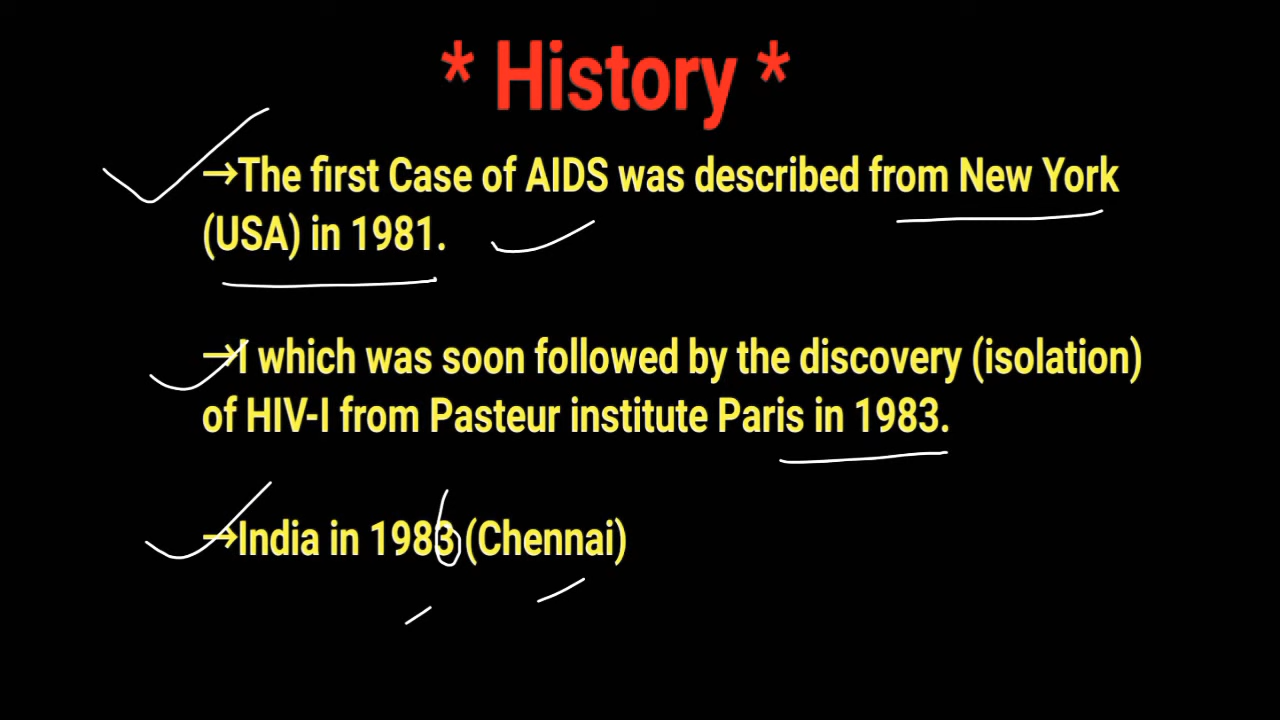 * History *
→The first Case of AIDS was described from New York
(USA) in 1981.
→I which was soon followed by the discovery (isolation)
of HIV-I from Pasteur institute Paris in 1983.
→India in 1986 (Chennai)